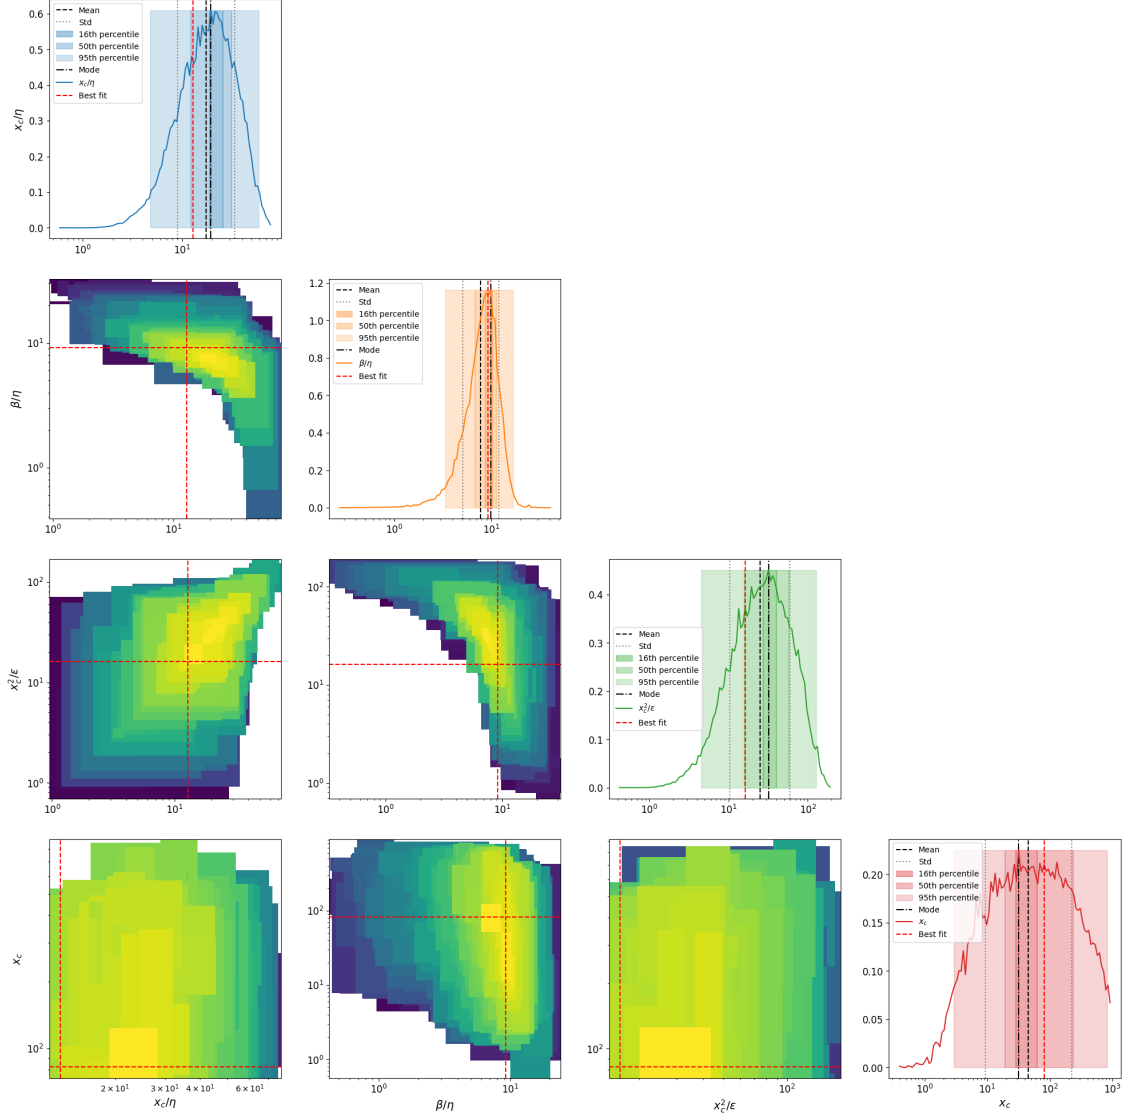 0.6
0.5
0.4
0.3
0.2
0.1
0.0
x_c/η
Mean
Std
16th percentile
50th percentile
95th percentile
Mode
x_c/η
Best fit
10^0
10^1
β/η
10^1
10^0
10^0
10^1
1.2
1.0
0.8
0.6
0.4
0.2
0.0
Mean
Std
16th percentile
50th percentile
95th percentile
Mode
β/η
Best fit
10^0
10^1
x_c^2/ε
10^2
10^1
10^0
10^0
10^1
10^2
10^1
10^0
10^0
10^1
0.4
0.3
0.2
0.1
0.0
Mean
Std
16th percentile
50th percentile
95th percentile
Mode
x_c^2/ε
Best fit
10^0
10^1
10^2
x_c
10^2
2 × 10^1
3 × 10^1
4 × 10^1
6 × 10^1
x_c/η
10^2
10^1
10^0
10^0
10^1
β/η
10^2
10^2
x_c^2/ε
0.20
0.15
0.10
0.05
0.00
Mean
Std
16th percentile
50th percentile
95th percentile
Mode
x_c
Best fit
10^0
10^1
10^2
10^3
x_c